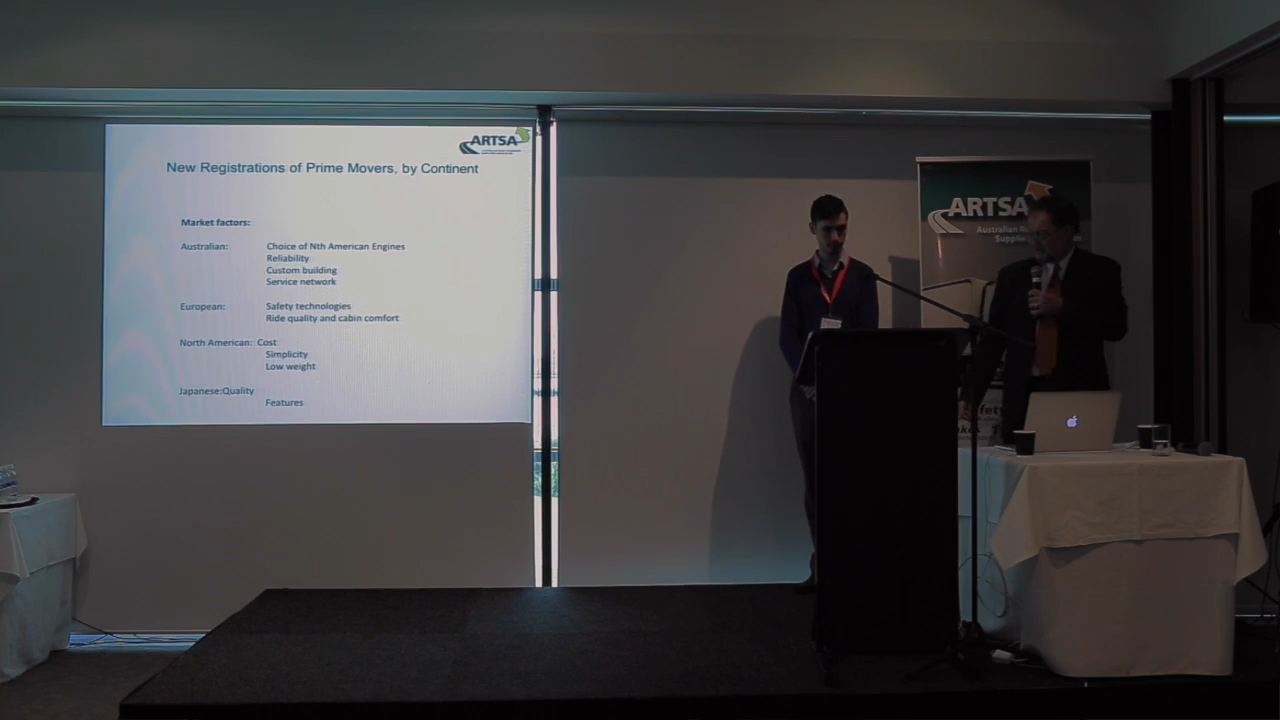 ARTSA
New Registrations of Prime Movers, by Continent
Market factors:
Australian: Choice of Nth American Engines
Reliability
Custom building
Service network
European: Safety technologies
Ride quality and cabin comfort
North American: Cost
Simplicity
Low weight
Japanese:Quality
Features
ARTSA
Australian
Supplie